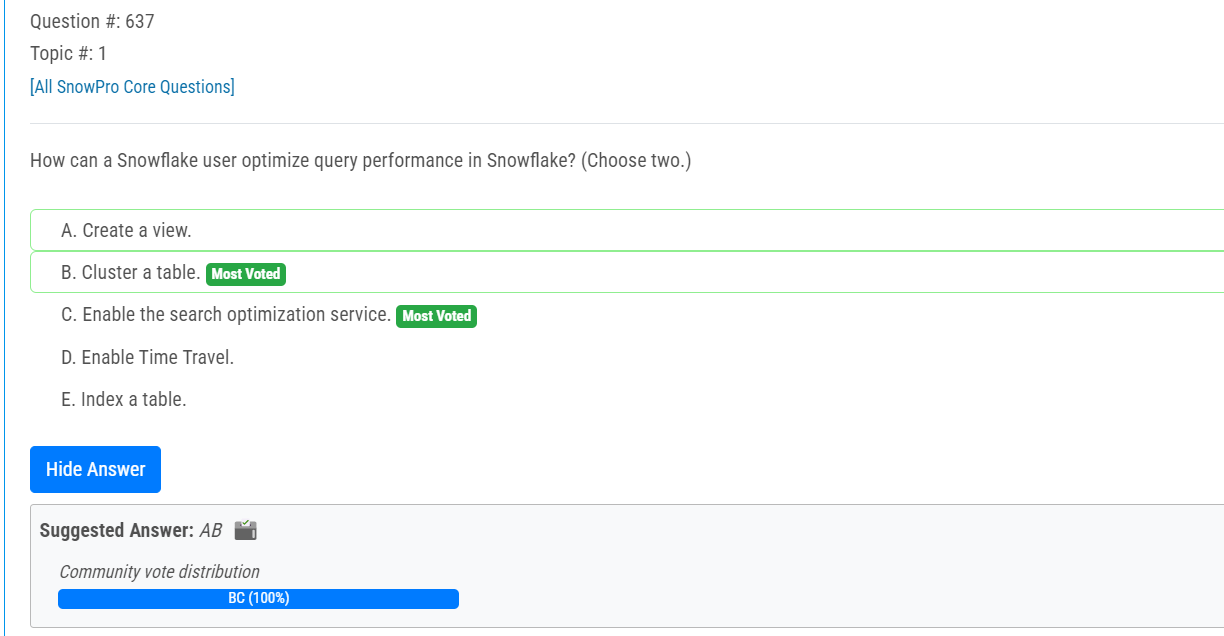 Question #: 637
Topic #: 1
[All SnowPro Core Questions]
How can a Snowflake user optimize query performance in Snowflake? (Choose two.)
A. Create a view.
B. Cluster a table. Most Voted
C. Enable the search optimization service. Most Voted
D. Enable Time Travel.
E. Index a table.
Hide Answer
Suggested Answer: AB
Community vote distribution
BC (100%)